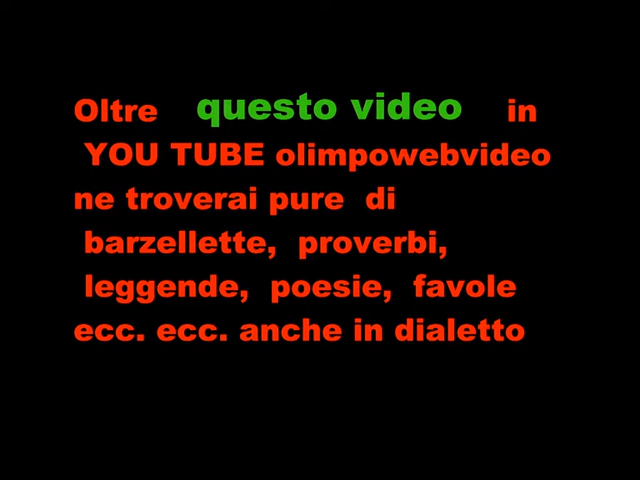 Oltre questo video in
YOU TUBE olimpowebvideo
ne troverai pure di
barzellette, proverbi,
leggende, poesie, favole
ecc. ecc. anche in dialetto